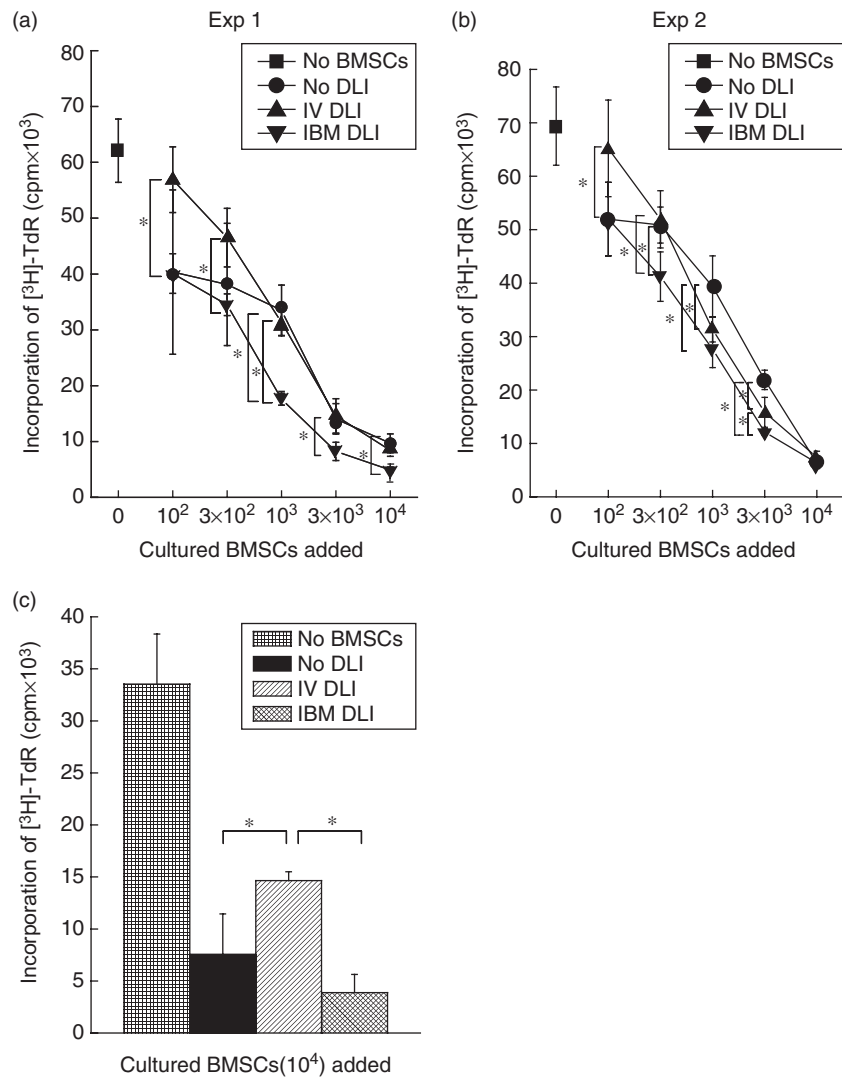 (a)
Exp 1
No BMSCs
No DLI
IV DLI
IBM DLI
Incorporation of [³H]-TdR (cpm×10³)
80
70
60
50
40
30
20
10
0
*
*
*
*
*
*
0
10²
3×10²
10³
3×10³
10⁴
Cultured BMSCs added
(b)
Exp 2
No BMSCs
No DLI
IV DLI
IBM DLI
Incorporation of [³H]-TdR (cpm×10³)
80
70
60
50
40
30
20
10
0
*
*
*
*
*
*
*
*
0
10²
3×10²
10³
3×10³
10⁴
Cultured BMSCs added
(c)
No BMSCs
No DLI
IV DLI
IBM DLI
Incorporation of [³H]-TdR (cpm×10³)
40
35
30
25
20
15
10
5
0
*
*
Cultured BMSCs(10⁴) added